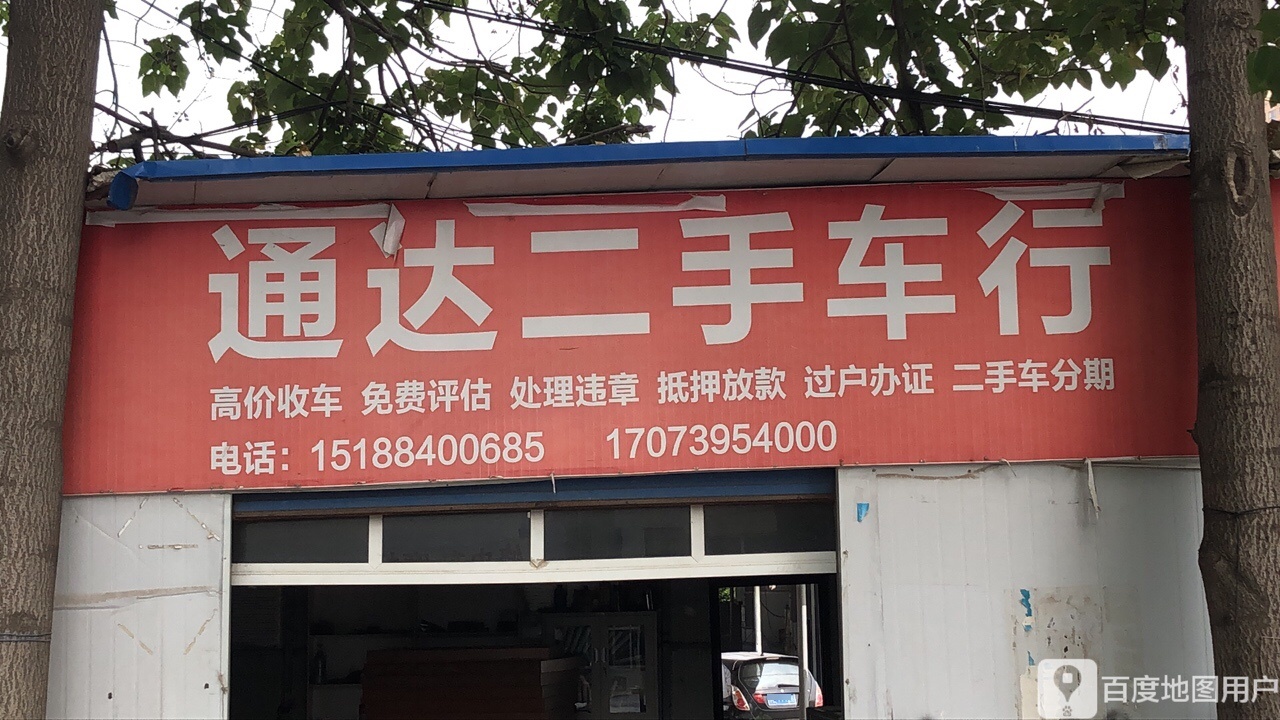 通达二手车行
高价收车 免费评估 处理违章 抵押放款 过户办证 二手车分期
电话：15188400685 17073954000
百度地图用户